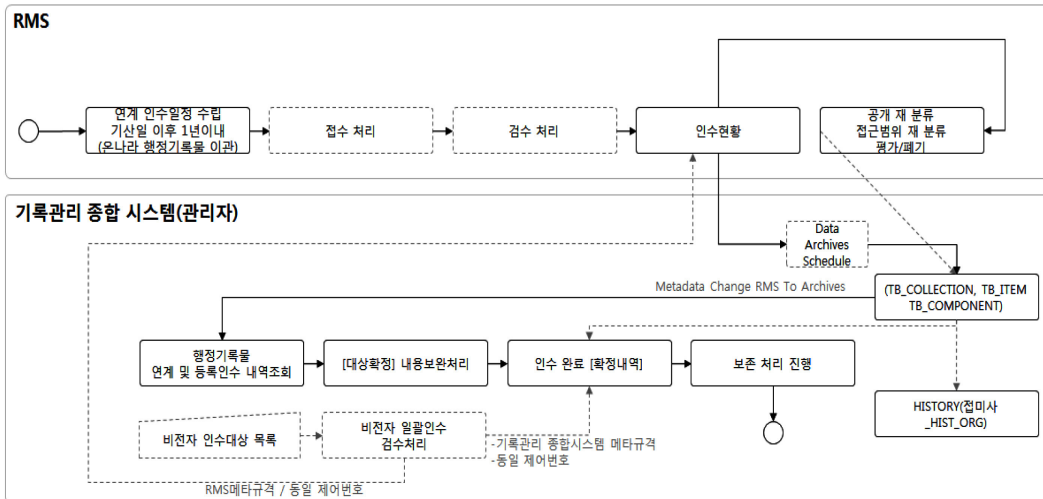 RMS
연계 인수일정 수립
기산일 이후 1년이내
(온나라 행정기록물 이관)
접수 처리
검수 처리
인수현황
공개 재 분류
접근범위 재 분류
평가/폐기
기록관리 종합 시스템(관리자)
Data
Archives
Schedule
Metadata Change RMS To Archives
(TB_COLLECTION, TB_ITEM
TB_COMPONENT)
행정기록물
연계 및 등록인수 내역조회
[대상확정] 내용보완처리
인수 완료 [확정내역]
보존 처리 진행
HISTORY(접미사
_HIST_ORG)
비전자 인수대상 목록
비전자 일괄인수
검수처리
-기록관리 종합시스템 메타규격
-동일 제어번호
RMS메타규격 / 동일 제어번호